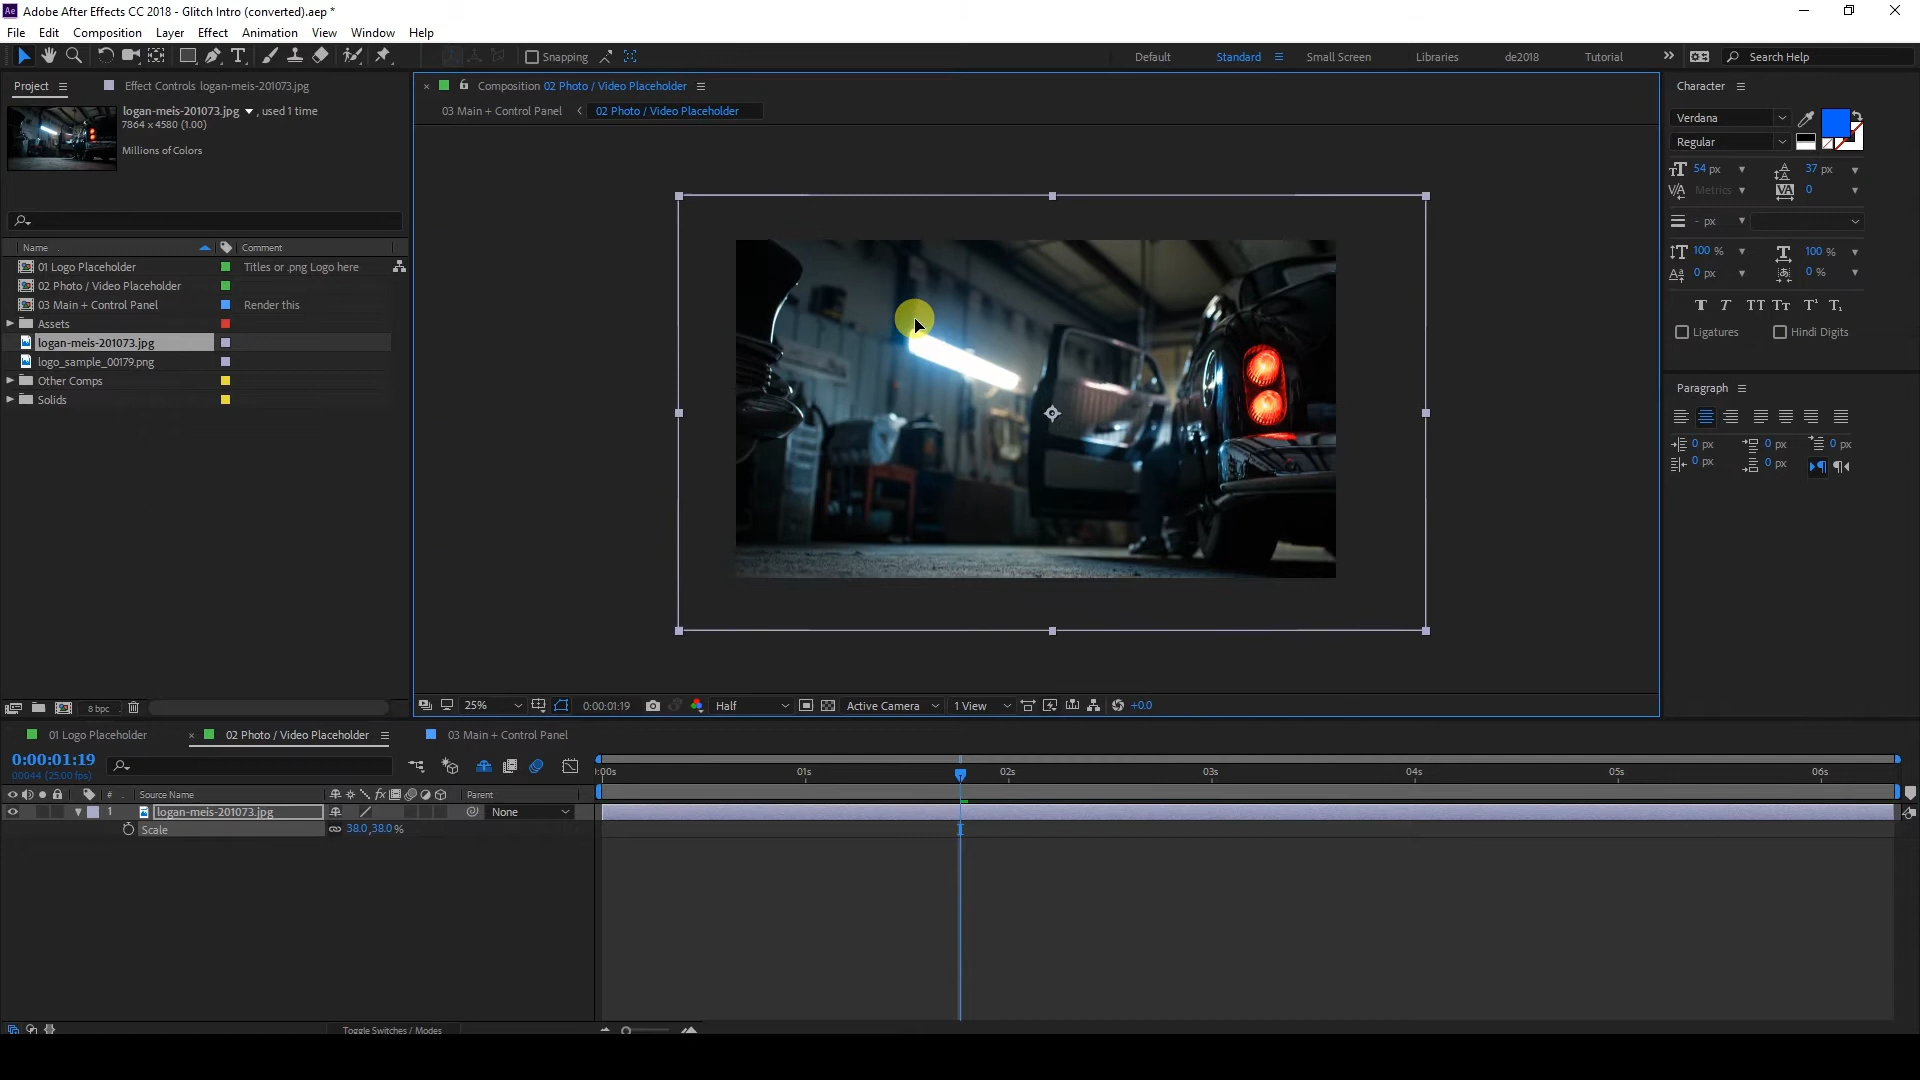 Ae Adobe After Effects CC 2018 - Glitch Intro (converted).aep *
File Edit Composition Layer Effect Animation View Window Help
Snapping
Default Standard Small Screen Libraries de2018 Tutorial
Search Help
Project
Effect Controls logan-meis-201073.jpg
logan-meis-201073.jpg , used 1 time
7864 x 4580 (1.00)
Millions of Colors
Name Comment
01 Logo Placeholder Titles or .png Logo here
02 Photo / Video Placeholder
03 Main + Control Panel Render this
Assets
logan-meis-201073.jpg
logo_sample_00179.png
Other Comps
Solids
8 bpc
Composition 02 Photo / Video Placeholder
03 Main + Control Panel 02 Photo / Video Placeholder
25% 0:00:01:19 Half Active Camera 1 View +0.0
Character
Verdana
Regular
54 px 37 px
Metrics 0
- px
100 % 100 %
0 px 0 %
Ligatures Hindi Digits
Paragraph
0 px 0 px 0 px
0 px 0 px
01 Logo Placeholder 02 Photo / Video Placeholder 03 Main + Control Panel
0:00:01:19
00044 (25.00 fps)
:00s 01s 02s 03s 04s 05s 06s
# Source Name Parent
1 logan-meis-201073.jpg None
Scale 38.0,38.0 %
Toggle Switches / Modes